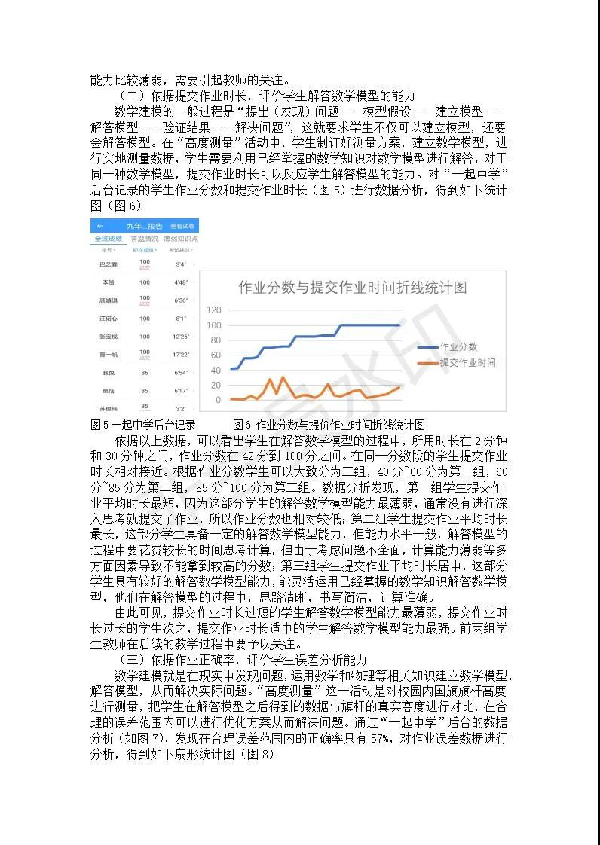 能力比较薄弱，需要引起教师的关注。
（二）依据提交作业时长，评价学生解答数学模型的能力
数学建模的一般过程是“提出（发现）问题 模型假设 建立模型
解答模型 验证结果 解决问题”，这就要求学生不仅可以建立模型，还要
会解答模型。在“高度测量”活动中，学生制订好测量方案，建立数学模型，进
行实地测量数据，学生需要利用已经掌握的数学知识对数学模型进行解答，对于
同一种数学模型，提交作业时长可以反应学生解答模型的能力。对“一起中学”
后台记录的学生作业分数和提交作业时长（图5）进行数据分析，得到如下统计
图（图6）
九年...报告
全班成绩 答题情况
100
3'4"
李皓
100
4'46"
100
6'36"
100
8'1"
100
12'26"
100
17'22"
95
95
95
作业分数与提交作业时间折线统计图
120
100
80
60
40
20
0
作业分数
提交作业时间
图5一起中学后台记录 图6 作业分数与提价作业时间折线统计图
依据以上数据，可以看出学生在解答数学模型的过程中，所用时长在2分钟
和30分钟之间，作业分数在42分到100分之间。在同一分数段的学生提交作业
时长相对接近。根据作业分数学生可以大致分为三组，40分~60分为第一组，60
分~85分为第二组，85分~100分为第三组。数据分析发现，第一组学生提交作
业平均时长最短，因为这部分学生的解答数学模型能力最薄弱，通常没有进行深
入思考就提交了作业，所以作业分数也相对较低；第二组学生提交作业平均时长
最长，这部分学生具备一定的解答数学模型能力，但能力水平一般，解答模型的
过程中要花费较长的时间思考计算，但由于考虑问题不全面，计算能力薄弱等多
方面因素导致不能拿到较高的分数；第三组学生提交作业平均时长居中，这部分
学生具有较好的解答数学模型能力，能灵活运用已经掌握的数学知识解答数学模
型，他们在解答模型的过程中，思路清晰，书写简洁，计算准确。
由此可见，提交作业时长过短的学生解答数学模型能力最薄弱，提交作业时
长过长的学生次之，提交作业时长适中的学生解答数学模型能力最强。前两组学
生教师在后续的教学过程中要予以关注。
（三）依据作业正确率，评价学生误差分析能力
数学建模就是在现实中发现问题，运用数学和物理等相关知识建立数学模型，
解答模型，从而解决实际问题。“高度测量”这一活动是对校园内国旗旗杆高度
进行测量，把学生在解答模型之后得到的数据与旗杆的真实高度进行对比，在合
理的误差范围内可以进行优化方案从而解决问题。通过“一起中学”后台的数据
分析（如图7），发现在合理误差范围内的正确率只有57%，对作业误差数据进行
分析，得到如下扇形统计图（图8）